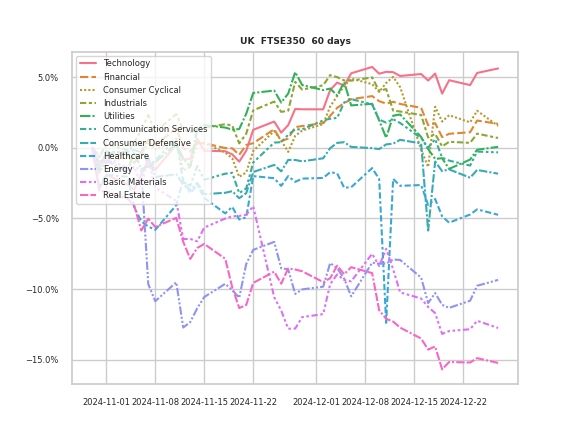 UK FTSE350 60 days
Technology
Financial
Consumer Cyclical
Industrials
Utilities
Communication Services
Consumer Defensive
Healthcare
Energy
Basic Materials
Real Estate
5.0%
0.0%
−5.0%
−10.0%
−15.0%
2024-11-01 2024-11-08 2024-11-15 2024-11-22 2024-12-01 2024-12-08 2024-12-15 2024-12-22